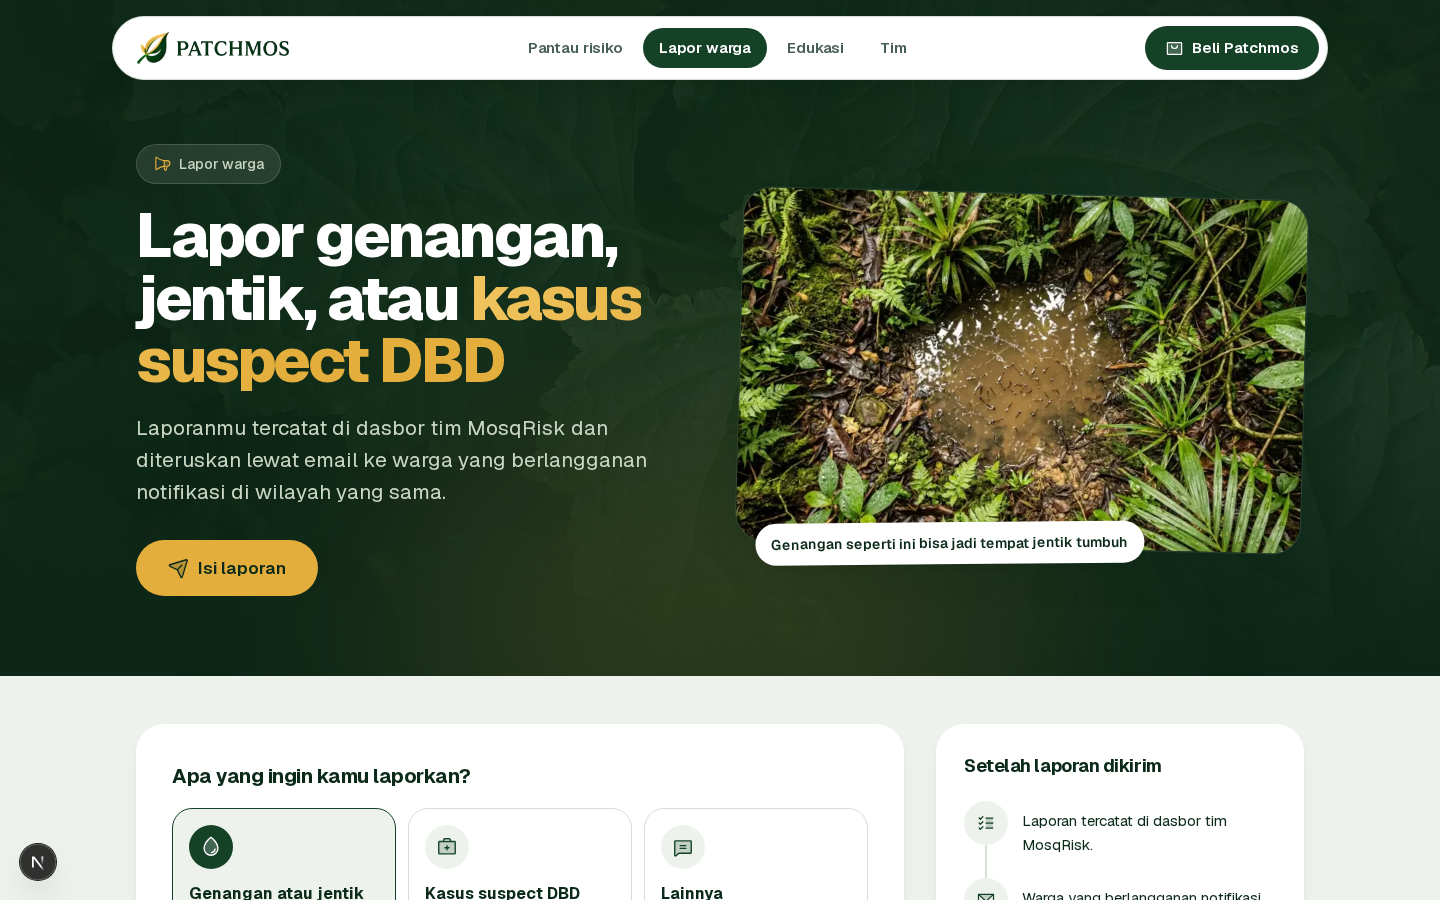 PATCHMOS
Pantau risiko
Lapor warga
Edukasi
Tim
Beli Patchmos
Lapor warga
Lapor genangan,
jentik, atau kasus
suspect DBD
Laporanmu tercatat di dasbor tim MosqRisk dan
diteruskan lewat email ke warga yang berlangganan
notifikasi di wilayah yang sama.
Isi laporan
Genangan seperti ini bisa jadi tempat jentik tumbuh
Apa yang ingin kamu laporkan?
Genangan atau jentik
Kasus suspect DBD
Lainnya
Setelah laporan dikirim
Laporan tercatat di dasbor tim
MosqRisk.
Warga yang berlangganan notifikasi
N